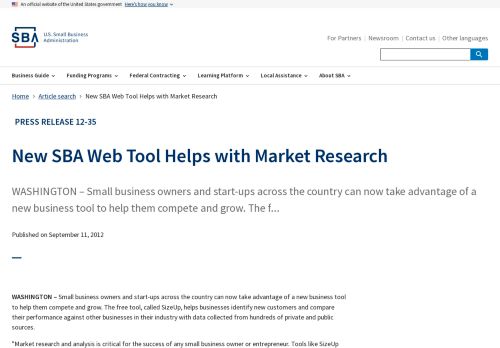 An official website of the United States government Here's how you know
SBA U.S. Small Business
Administration
For Partners Newsroom Contact us Other languages
Business Guide Funding Programs Federal Contracting Learning Platform Local Assistance About SBA
Home Article search New SBA Web Tool Helps with Market Research
PRESS RELEASE 12-35
New SBA Web Tool Helps with Market Research
WASHINGTON – Small business owners and start-ups across the country can now take advantage of a
new business tool to help them compete and grow. The f...
Published on September 11, 2012
WASHINGTON – Small business owners and start-ups across the country can now take advantage of a new business tool
to help them compete and grow. The free tool, called SizeUp, helps businesses identify new customers and compare
their performance against other businesses in their industry with data collected from hundreds of private and public
sources.
"Market research and analysis is critical for the success of any small business owner or entrepreneur. Tools like SizeUp